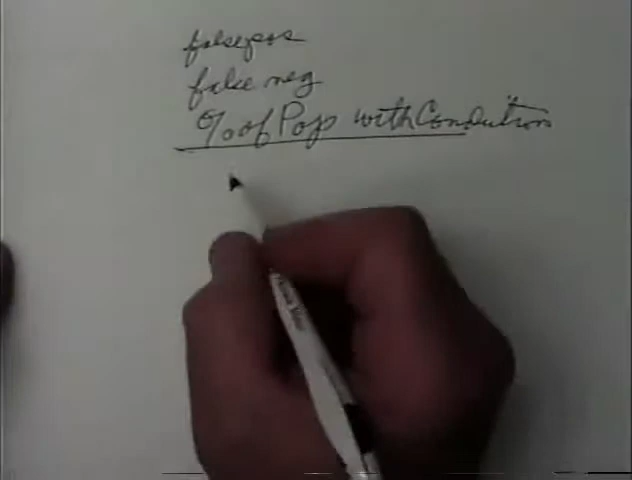 falsepos
false neg
% of Pop with Condition